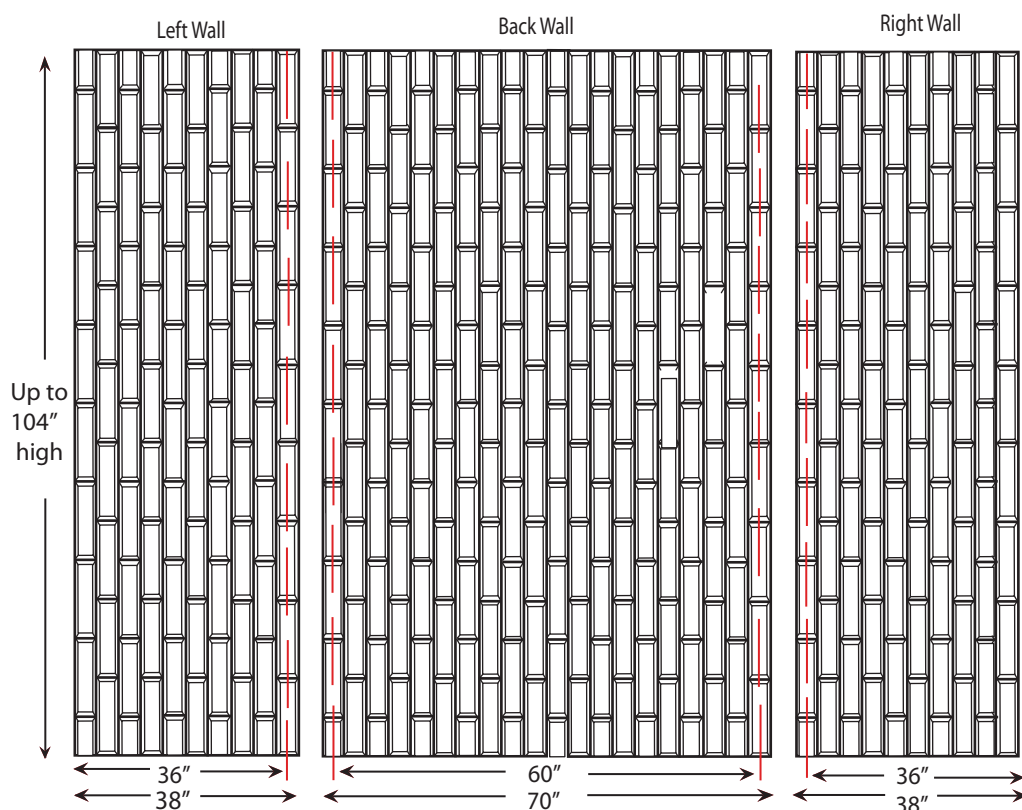 Left Wall
Back Wall
Right Wall
Up to
104”
high
36”
38”
60”
70”
36”
38”